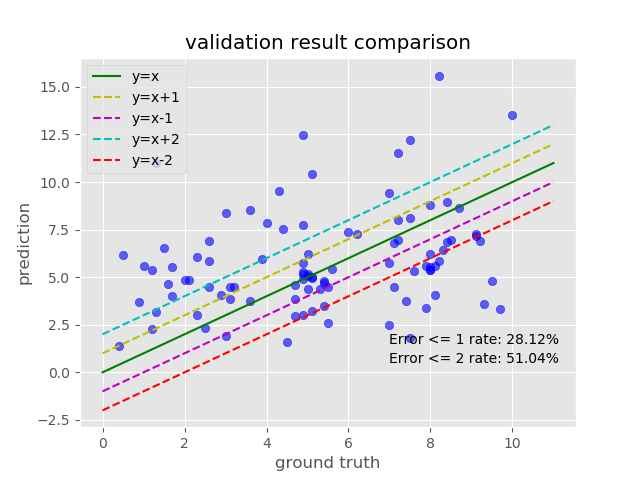 validation result comparison
y=x
y=x+1
y=x-1
y=x+2
y=x-2
15.0
12.5
10.0
7.5
5.0
2.5
0.0
−2.5
prediction
Error <= 1 rate: 28.12%
Error <= 2 rate: 51.04%
0 2 4 6 8 10
ground truth